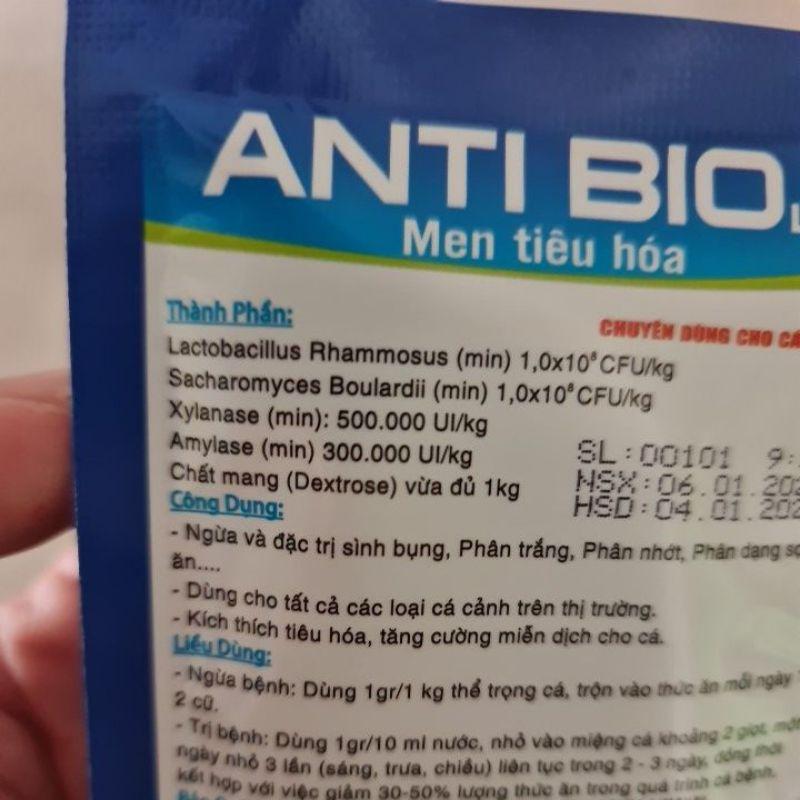 ANTI BIO
Men tiêu hóa
Thành Phần:
CHUYÊN DÙNG CHO CÁ
Lactobacillus Rhammosus (min) 1,0x10⁸ CFU/kg
Sacharomyces Boulardii (min) 1,0x10⁸ CFU/kg
Xylanase (min): 500.000 UI/kg
Amylase (min) 300.000 UI/kg
Chất mang (Dextrose) vừa đủ 1kg
SL:00101 9:
NSX:06.01.202
HSD:04.01.202
Công Dụng:
- Ngừa và đặc trị sình bụng, Phân trắng, Phân nhớt, Phân dạng
ăn....
- Dùng cho tất cả các loại cá cảnh trên thị trường.
- Kích thích tiêu hóa, tăng cường miễn dịch cho cá.
Liều Dùng:
- Ngừa bệnh: Dùng 1gr/1 kg thể trọng cá, trộn vào thức ăn mỗi ngày
2 cũ.
- Trị bệnh: Dùng 1gr/10 ml nước, nhỏ vào miệng cá khoảng 2 giọt, một
ngày nhỏ 3 lần (sáng, trưa, chiều) liên tục trong 2 - 3 ngày, đồng thời
kết hợp với việc giảm 30-50% lượng thức ăn trong quá trình cá bệnh.